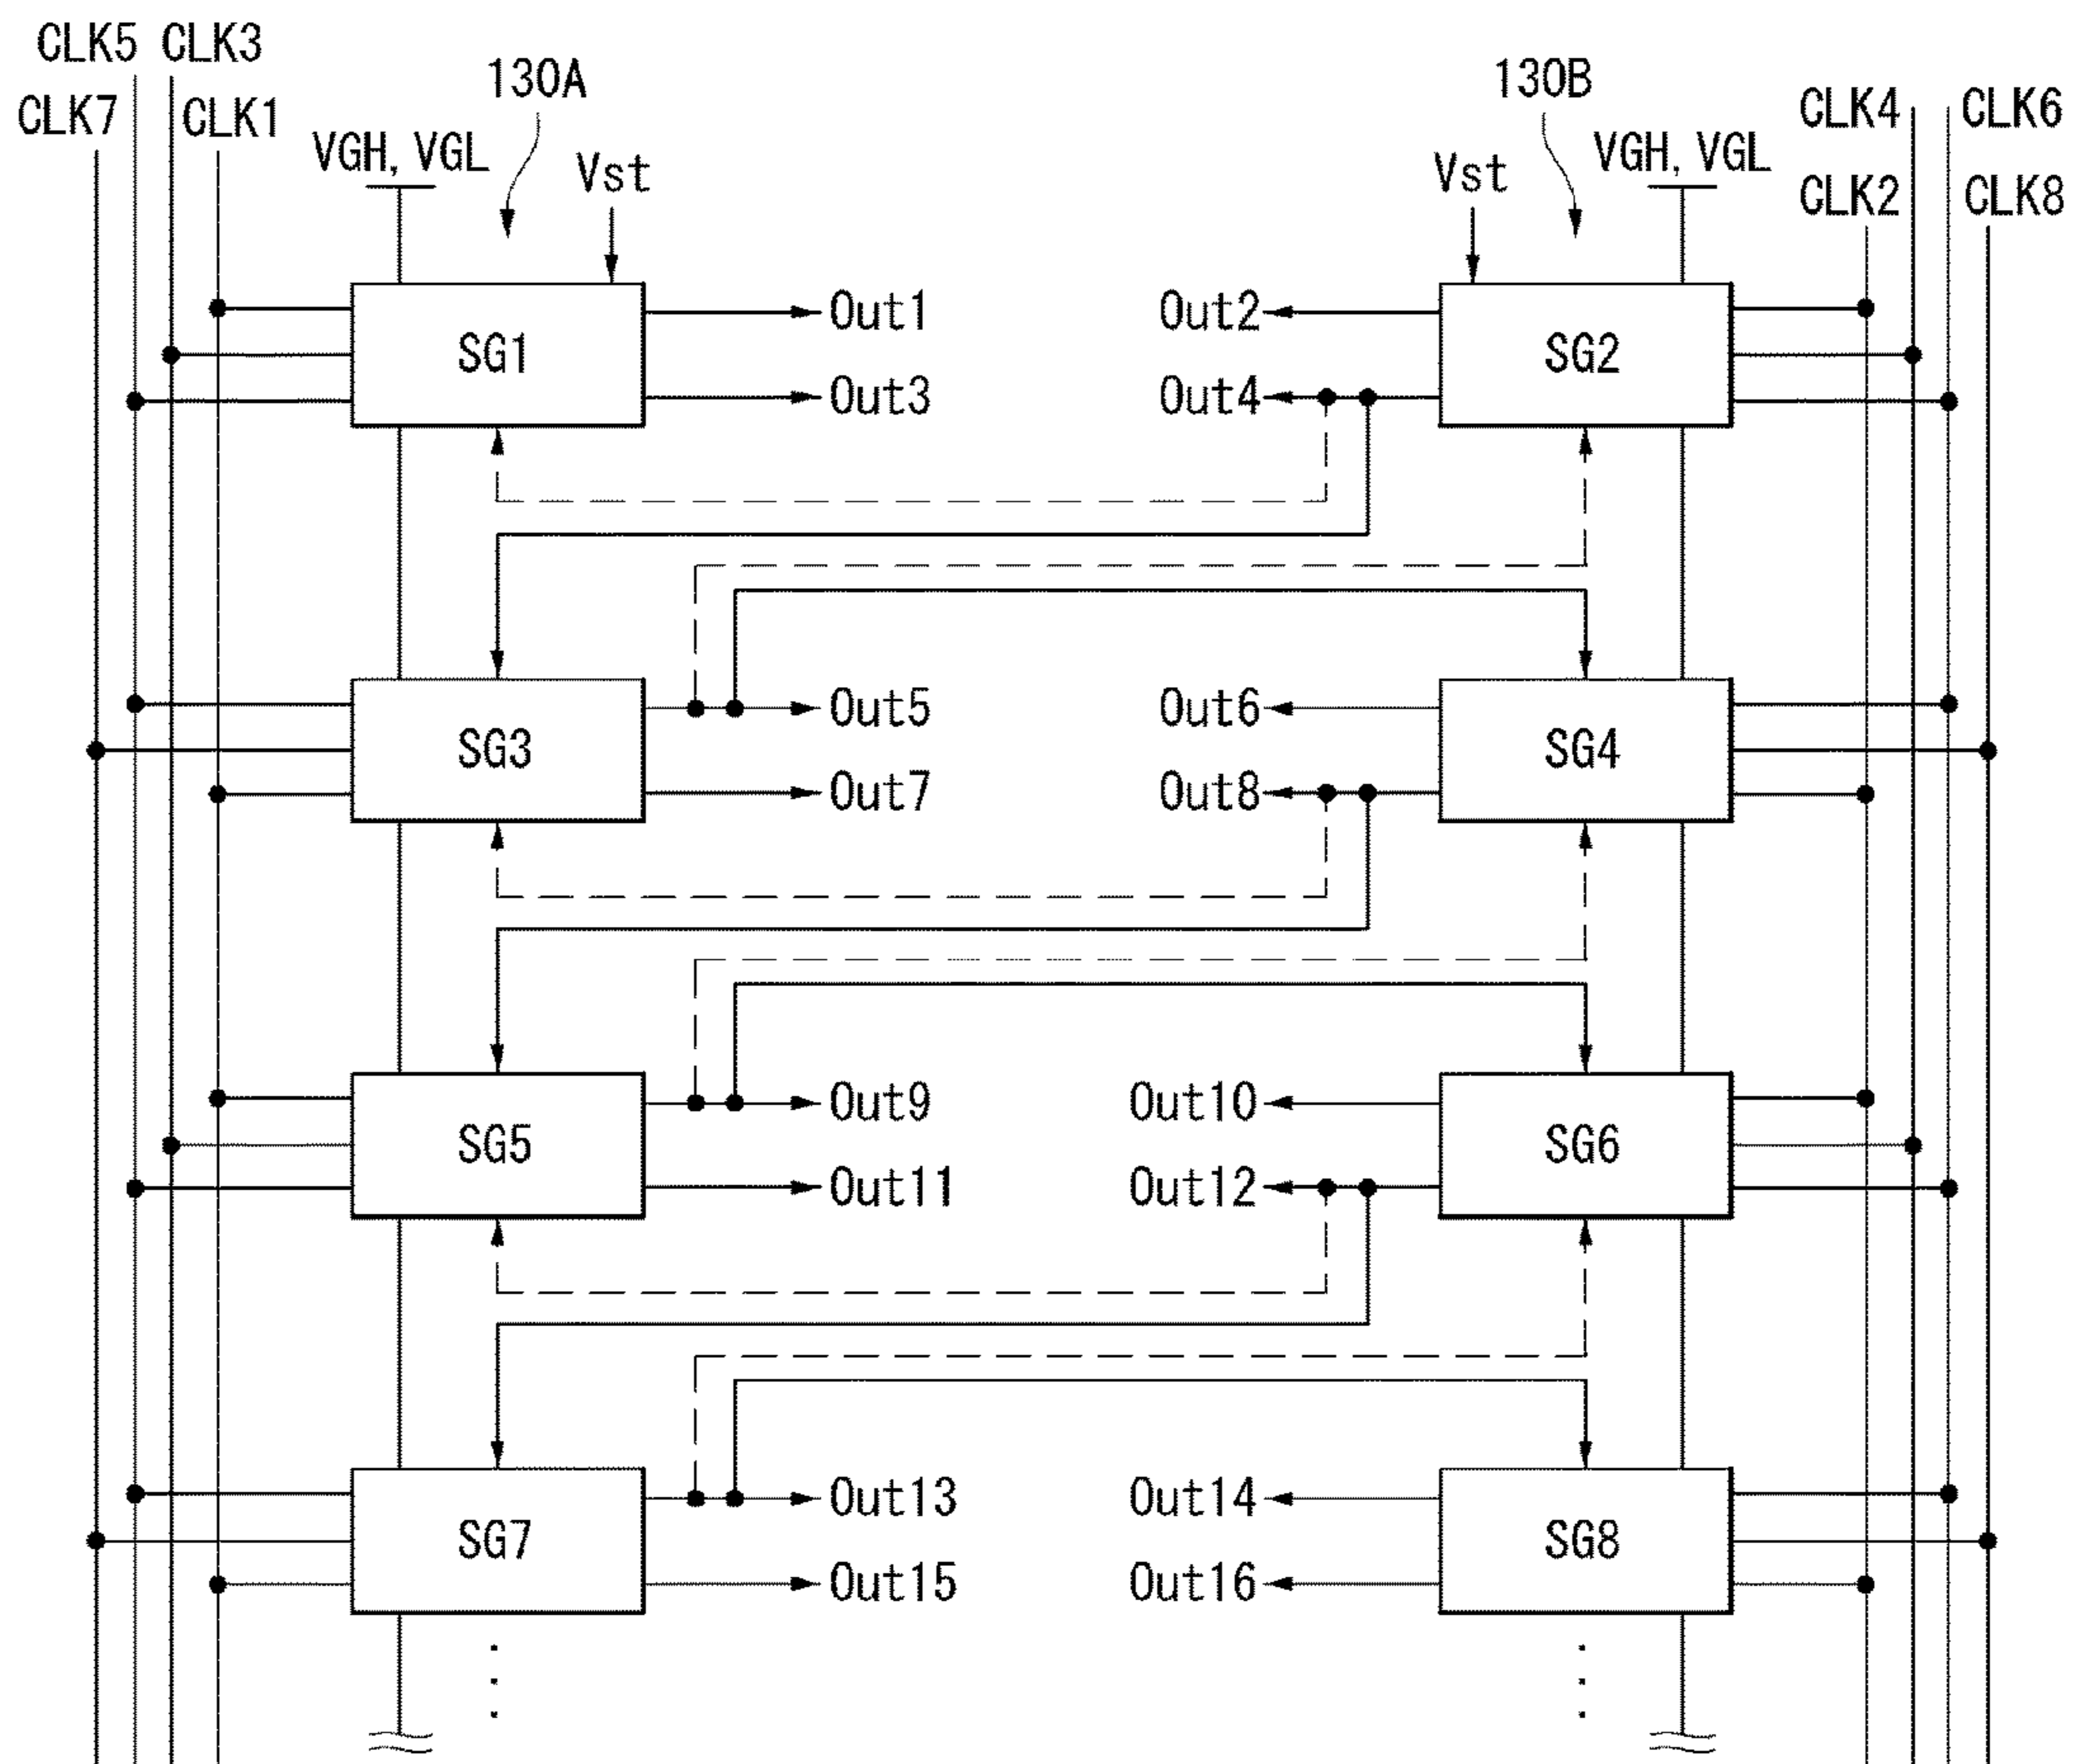 CLK5 CLK3
CLK7 CLK1
130A
VGH, VGL
Vst
130B
Vst
VGH, VGL
CLK4 CLK6
CLK2 CLK8
SG1
Out1
Out3
Out2
Out4
SG2
SG3
Out5
Out7
Out6
Out8
SG4
SG5
Out9
Out11
Out10
Out12
SG6
SG7
Out13
Out15
Out14
Out16
SG8